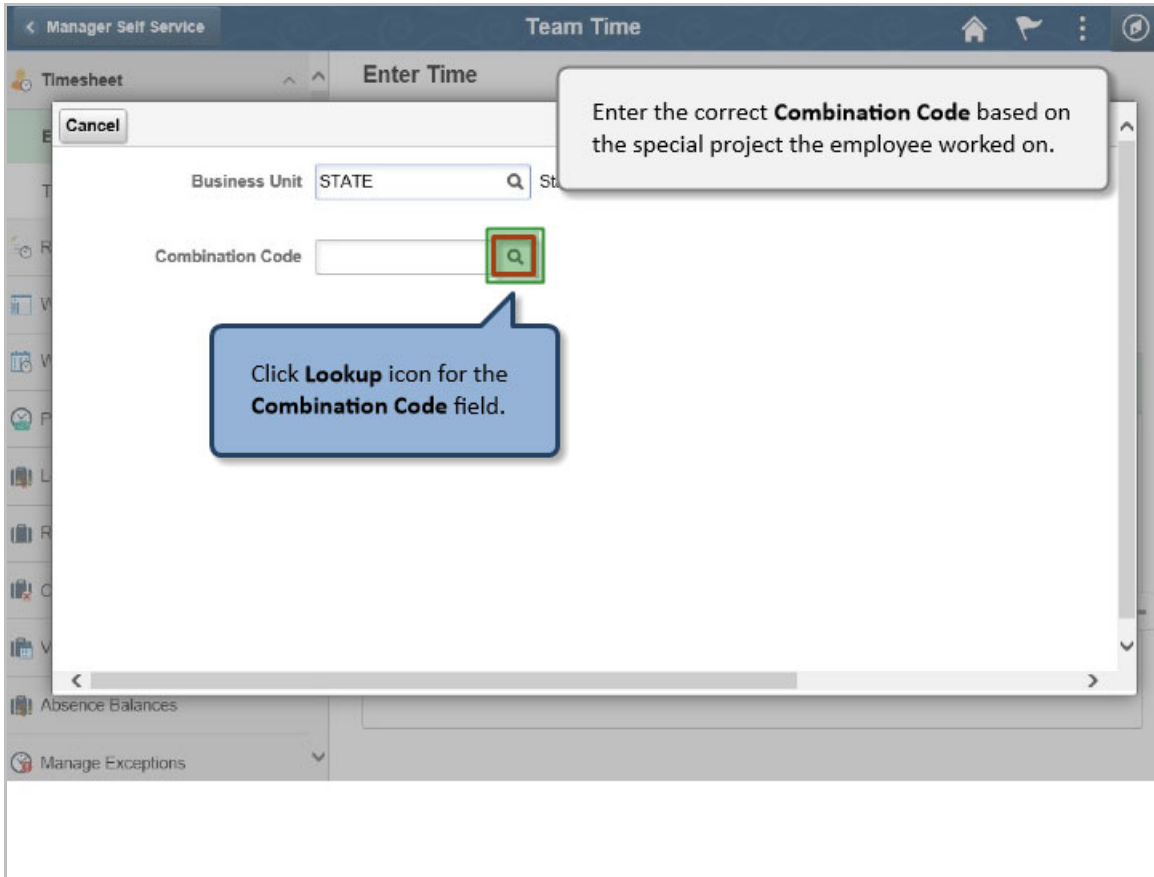 Manager Self Service
Team Time
Timesheet
Enter Time
Enter the correct Combination Code based on
the special project the employee worked on.
Cancel
Business Unit STATE
Combination Code
Click Lookup icon for the
Combination Code field.
Absence Balances
Manage Exceptions